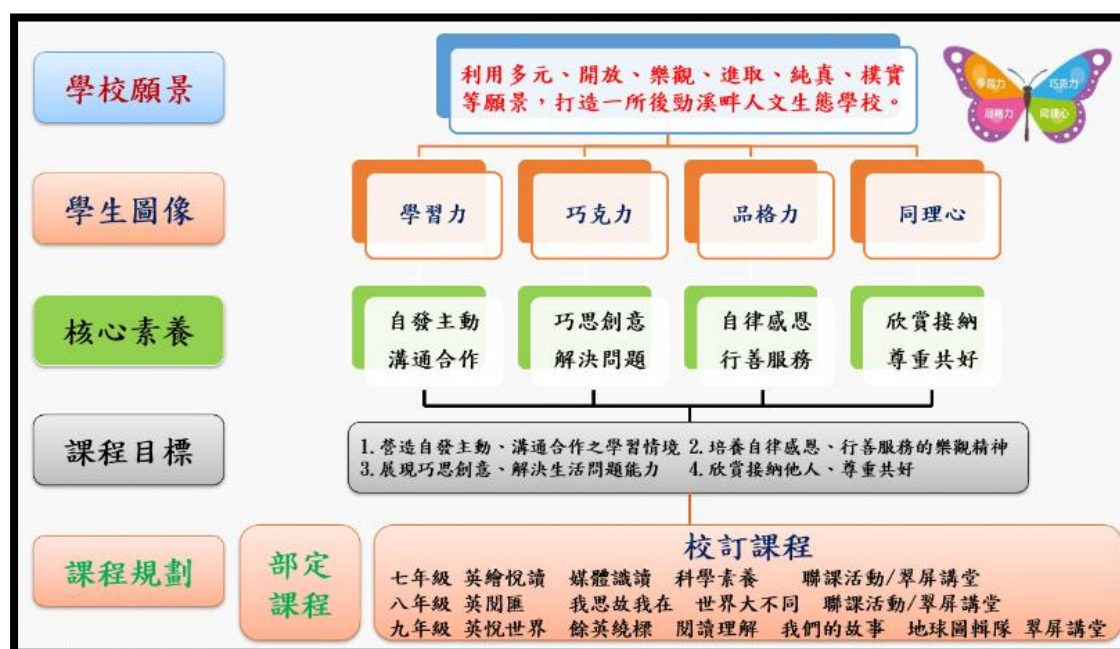 學校願景
利用多元、開放、樂觀、進取、純真、樸實
等願景，打造一所後勁溪畔人文生態學校。
學習力
巧克力
品格力
同理心
學生圖像
學習力
巧克力
品格力
同理心
核心素養
自發主動
溝通合作
巧思創意
解決問題
自律感恩
行善服務
欣賞接納
尊重共好
課程目標
1. 營造自發主動、溝通合作之學習情境 2. 培養自律感恩、行善服務的樂觀精神
3. 展現巧思創意、解決生活問題能力 4. 欣賞接納他人、尊重共好
課程規劃
部定
課程
校訂課程
七年級 英繪悅讀 媒體識讀 科學素養 聯課活動/翠屏講堂
八年級 英閱匯 我思故我在 世界大不同 聯課活動/翠屏講堂
九年級 英悅世界 餘英繞樑 閱讀理解 我們的故事 地球圖輯隊 翠屏講堂